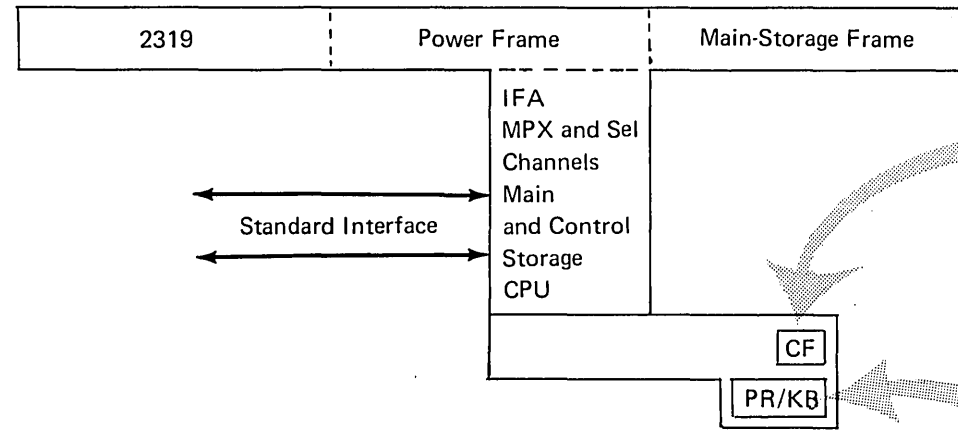 2319
Power Frame
Main-Storage Frame
IFA
MPX and Sel
Channels
Main
and Control
Storage
CPU
Standard Interface
CF
PR/KB